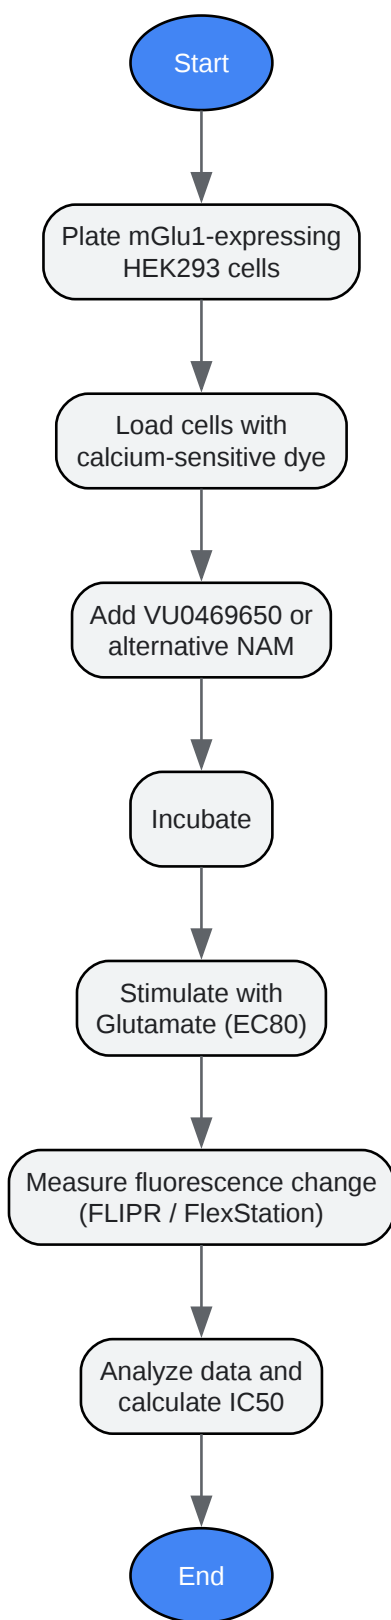 Start
Plate mGlu1-expressing
HEK293 cells
Load cells with
calcium-sensitive dye
Add VU0469650 or
alternative NAM
Incubate
Stimulate with
Glutamate (EC80)
Measure fluorescence change
(FLIPR / FlexStation)
Analyze data and
calculate IC50
End